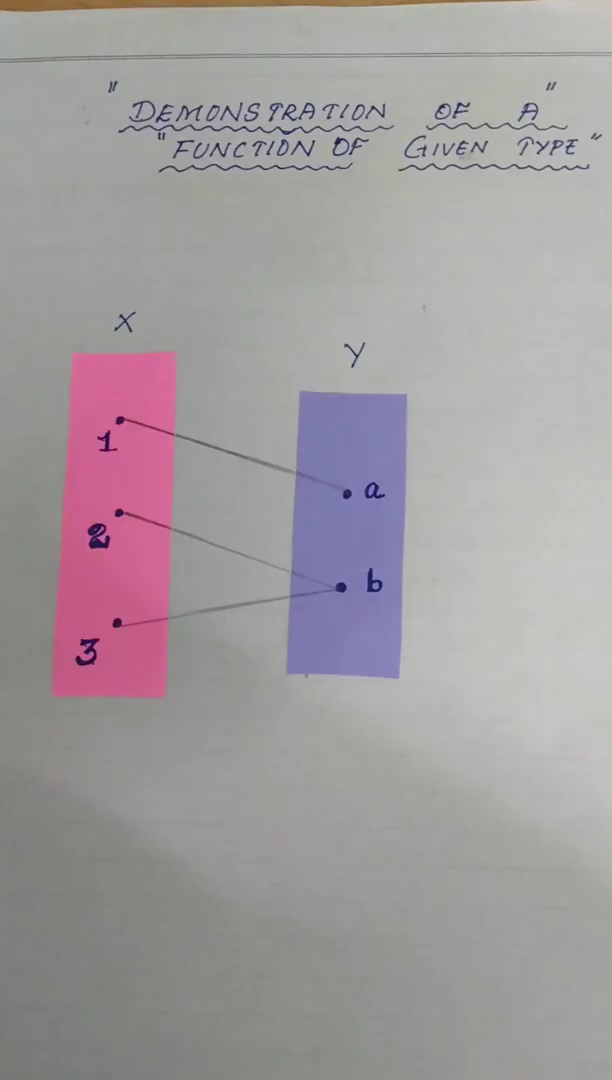 " DEMONSTRATION OF A "
"FUNCTION OF GIVEN TYPE"
X
Y
1
a
2
b
3